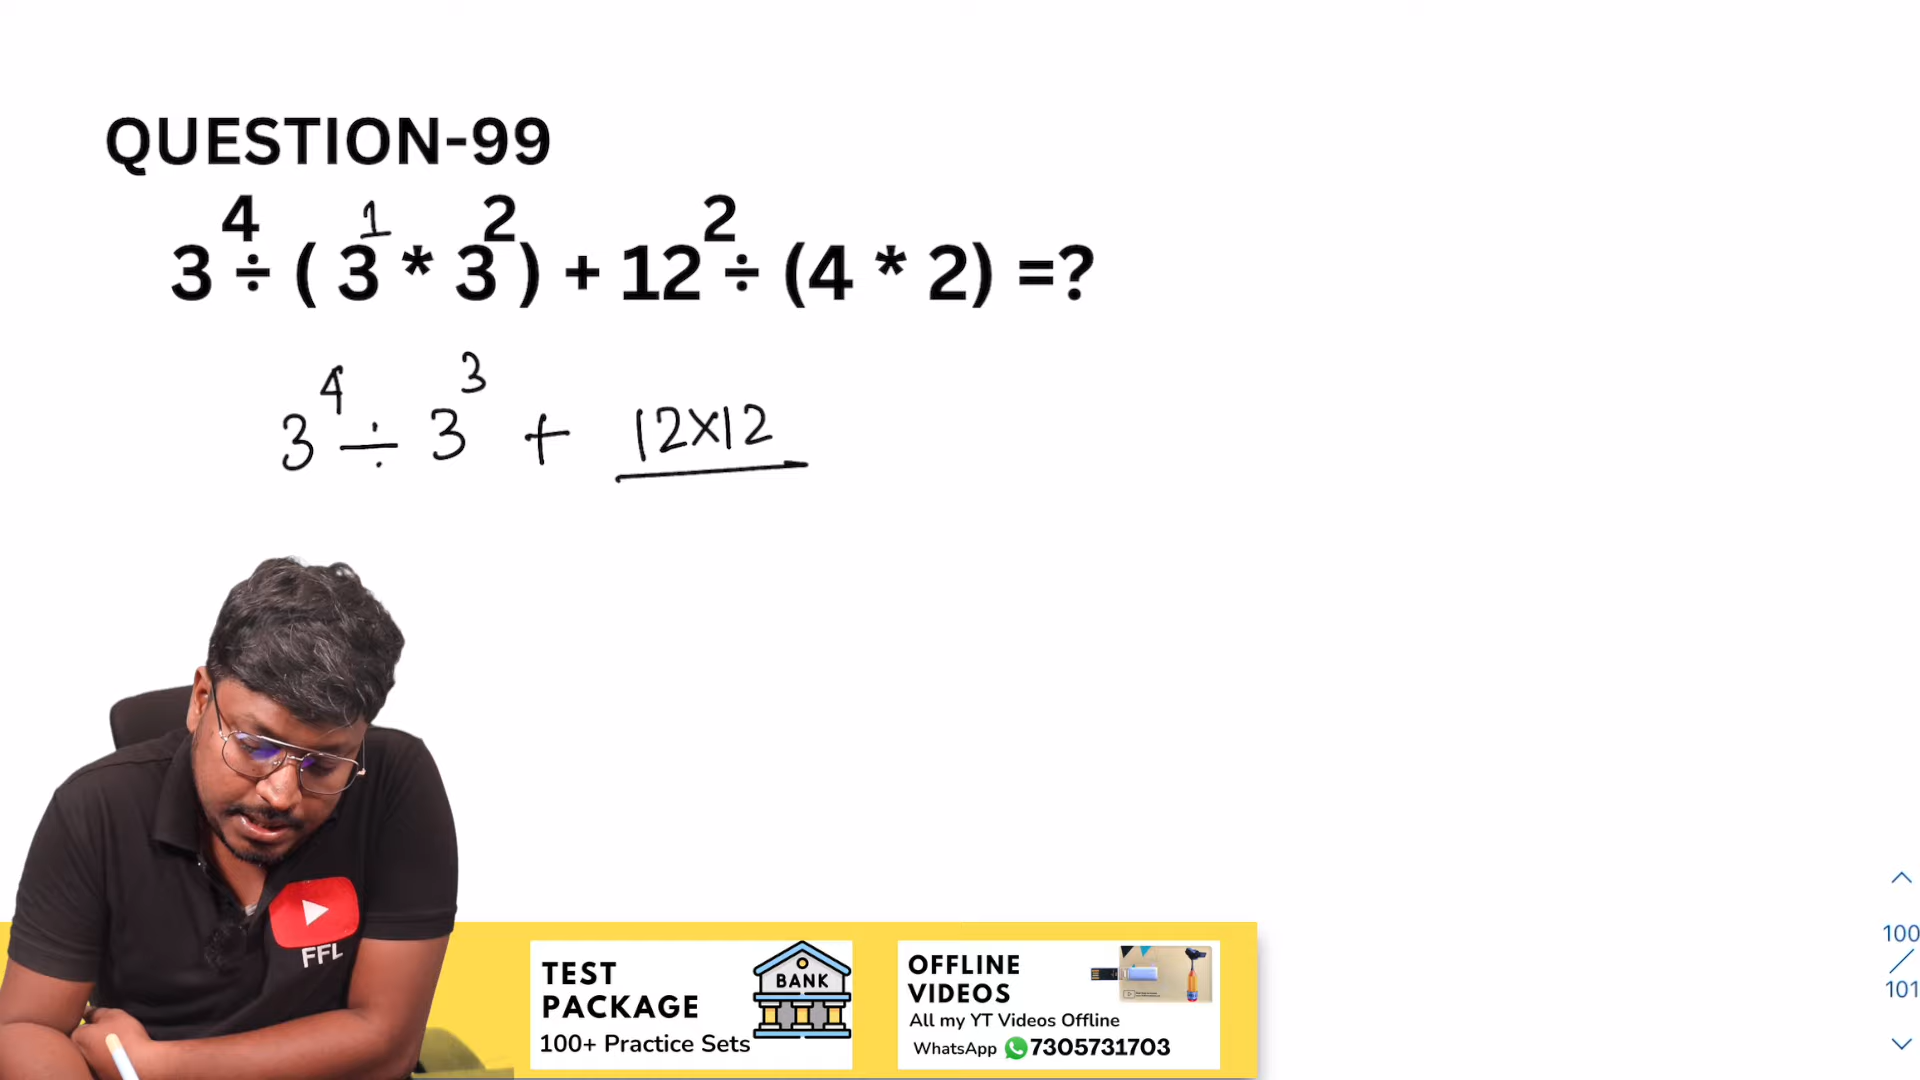 QUESTION-99
3⁴ ÷ ( 3¹ * 3² ) + 12² ÷ (4 * 2) =?
3⁴ ÷ 3³ + 12×12
FFL
TEST
PACKAGE
100+ Practice Sets
BANK
OFFLINE
VIDEOS
All my YT Videos Offline
WhatsApp 7305731703
100
/
101